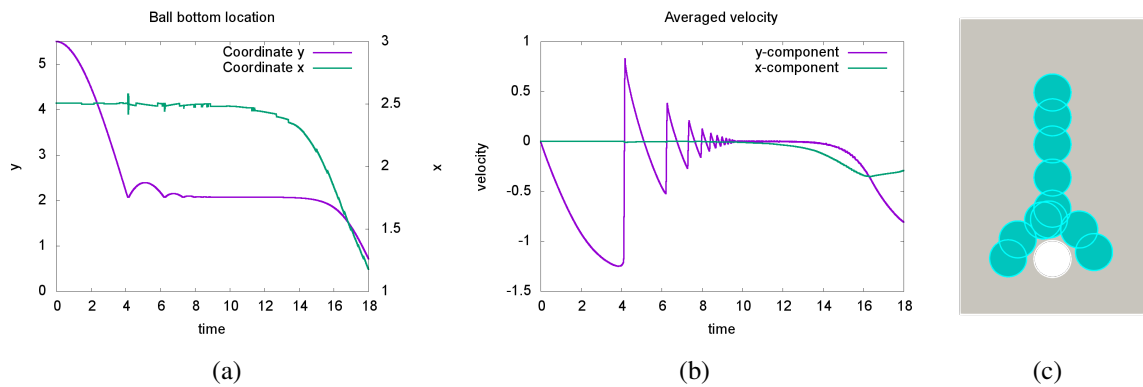 Ball bottom location
Coordinate y
Coordinate x
5
4
3
2
1
0
y
3
2.5
2
1.5
1
x
0 2 4 6 8 10 12 14 16 18
time
(a)
Averaged velocity
y-component
x-component
1
0.5
0
-0.5
-1
-1.5
velocity
0 2 4 6 8 10 12 14 16 18
time
(b)
(c)